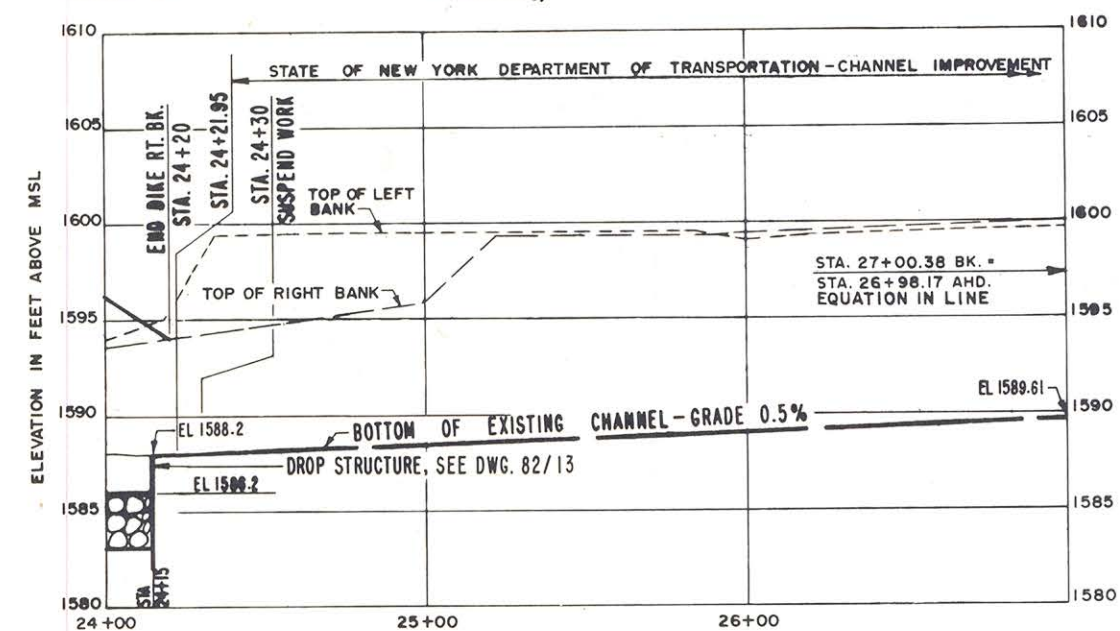 1610
1610
STATE OF NEW YORK DEPARTMENT OF TRANSPORTATION-CHANNEL IMPROVEMENT
1605
1605
END DIKE RT. BK.
STA. 24+20
STA. 24+21.95
STA. 24+30
SUSPEND WORK
TOP OF LEFT
BANK
1600
1600
ELEVATION IN FEET ABOVE MSL
STA. 27+00.38 BK. =
STA. 26+98.17 AHD.
EQUATION IN LINE
TOP OF RIGHT BANK
1595
1595
EL 1589.61
1590
1590
BOTTOM OF EXISTING CHANNEL-GRADE 0.5%
EL 1588.2
DROP STRUCTURE, SEE DWG. 82/13
EL 1586.2
1585
1585
STA
24+15
1580
1580
24+00
25+00
26+00